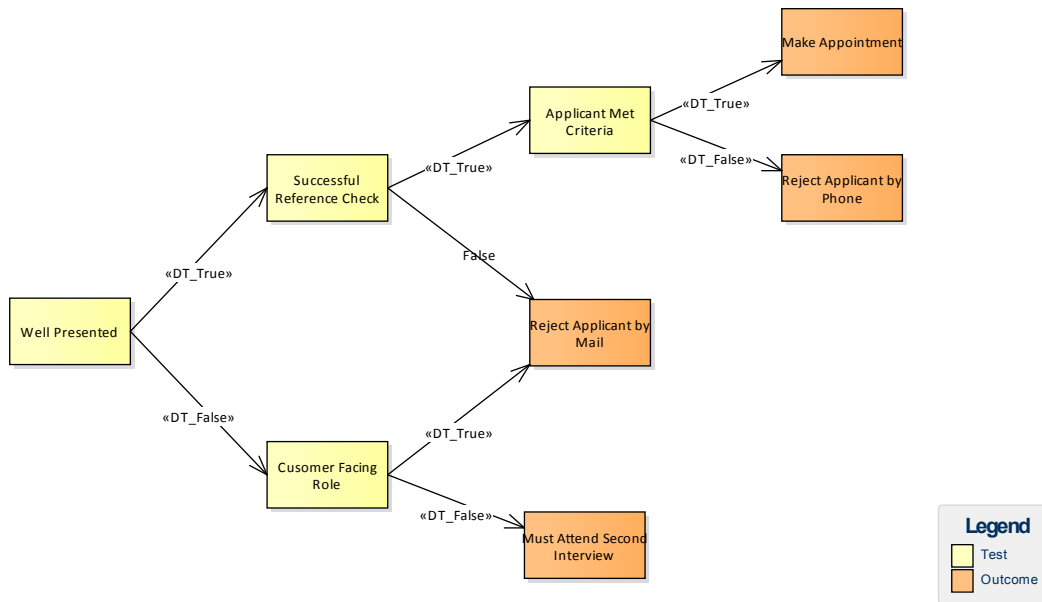 Make Appointment
«DT_True»
Applicant Met
Criteria
«DT_False»
Reject Applicant by
Phone
«DT_True»
Successful
Reference Check
False
«DT_True»
Well Presented
Reject Applicant by
Mail
«DT_False»
«DT_True»
Cusomer Facing
Role
«DT_False»
Must Attend Second
Interview
Legend
Test
Outcome